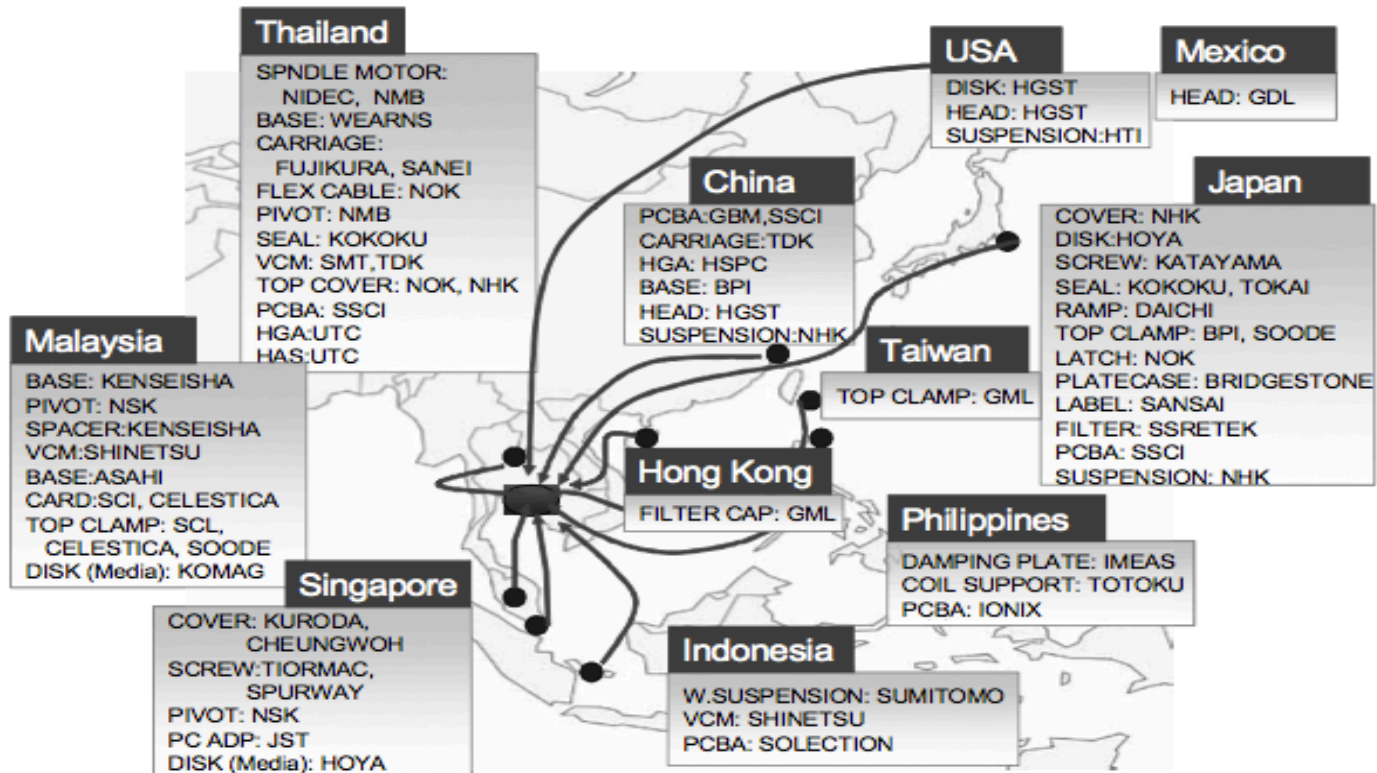 Thailand
SPNDLE MOTOR:
NIDEC, NMB
BASE: WEARNS
CARRIAGE:
FUJIKURA, SANEI
FLEX CABLE: NOK
PIVOT: NMB
SEAL: KOKOKU
VCM: SMT,TDK
TOP COVER: NOK, NHK
PCBA: SSCI
HGA:UTC
HAS:UTC
USA
DISK: HGST
HEAD: HGST
SUSPENSION:HTI
Mexico
HEAD: GDL
China
PCBA:GBM,SSCI
CARRIAGE:TDK
HGA: HSPC
BASE: BPI
HEAD: HGST
SUSPENSION:NHK
Japan
COVER: NHK
DISK:HOYA
SCREW: KATAYAMA
SEAL: KOKOKU, TOKAI
RAMP: DAICHI
TOP CLAMP: BPI, SOODE
LATCH: NOK
PLATECASE: BRIDGESTONE
LABEL: SANSAI
FILTER: SSRETEK
PCBA: SSCI
SUSPENSION: NHK
Malaysia
BASE: KENSEISHA
PIVOT: NSK
SPACER:KENSEISHA
VCM:SHINETSU
BASE:ASAHI
CARD:SCI, CELESTICA
TOP CLAMP: SCL,
CELESTICA, SOODE
DISK (Media): KOMAG
Taiwan
TOP CLAMP: GML
Hong Kong
FILTER CAP: GML
Philippines
DAMPING PLATE: IMEAS
COIL SUPPORT: TOTOKU
PCBA: IONIX
Singapore
COVER: KURODA,
CHEUNGWOH
SCREW:TIORMAC,
SPURWAY
PIVOT: NSK
PC ADP: JST
DISK (Media): HOYA
Indonesia
W.SUSPENSION: SUMITOMO
VCM: SHINETSU
PCBA: SOLECTION